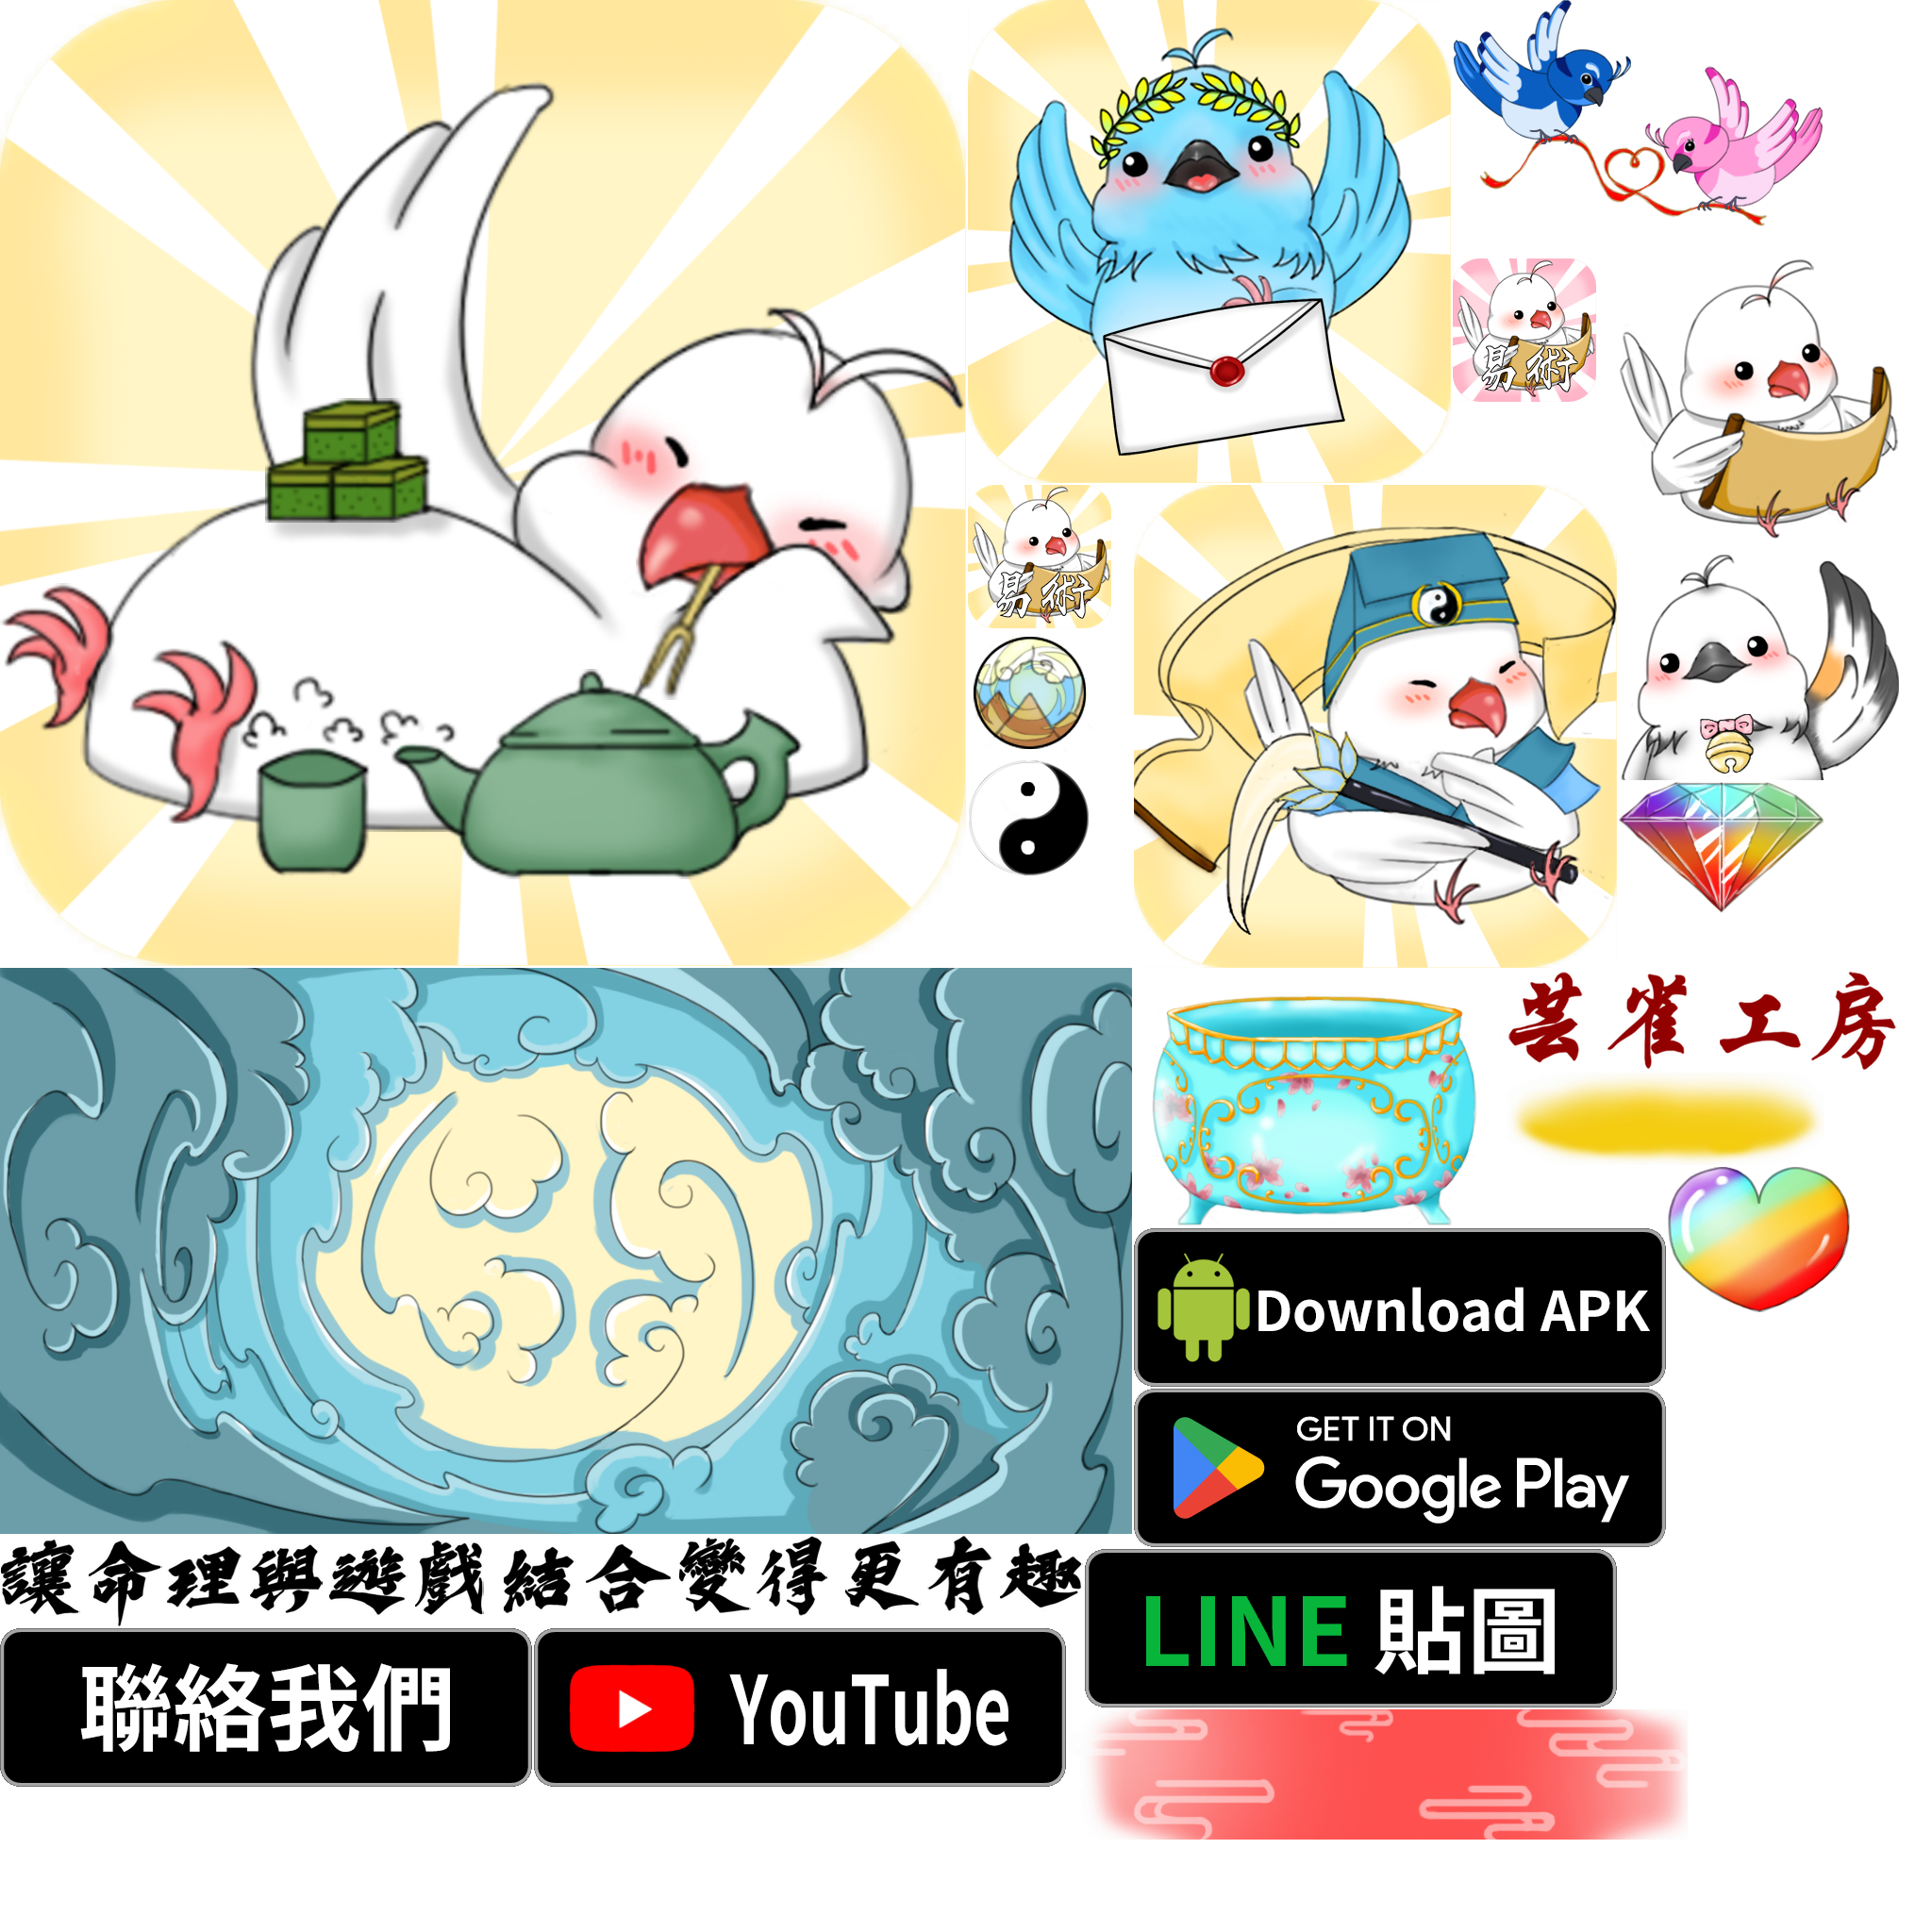 易術
易術
芸雀工房
Download APK
GET IT ON
Google Play
讓命理與遊戲結合變得更有趣
LINE 貼圖
聯絡我們
YouTube